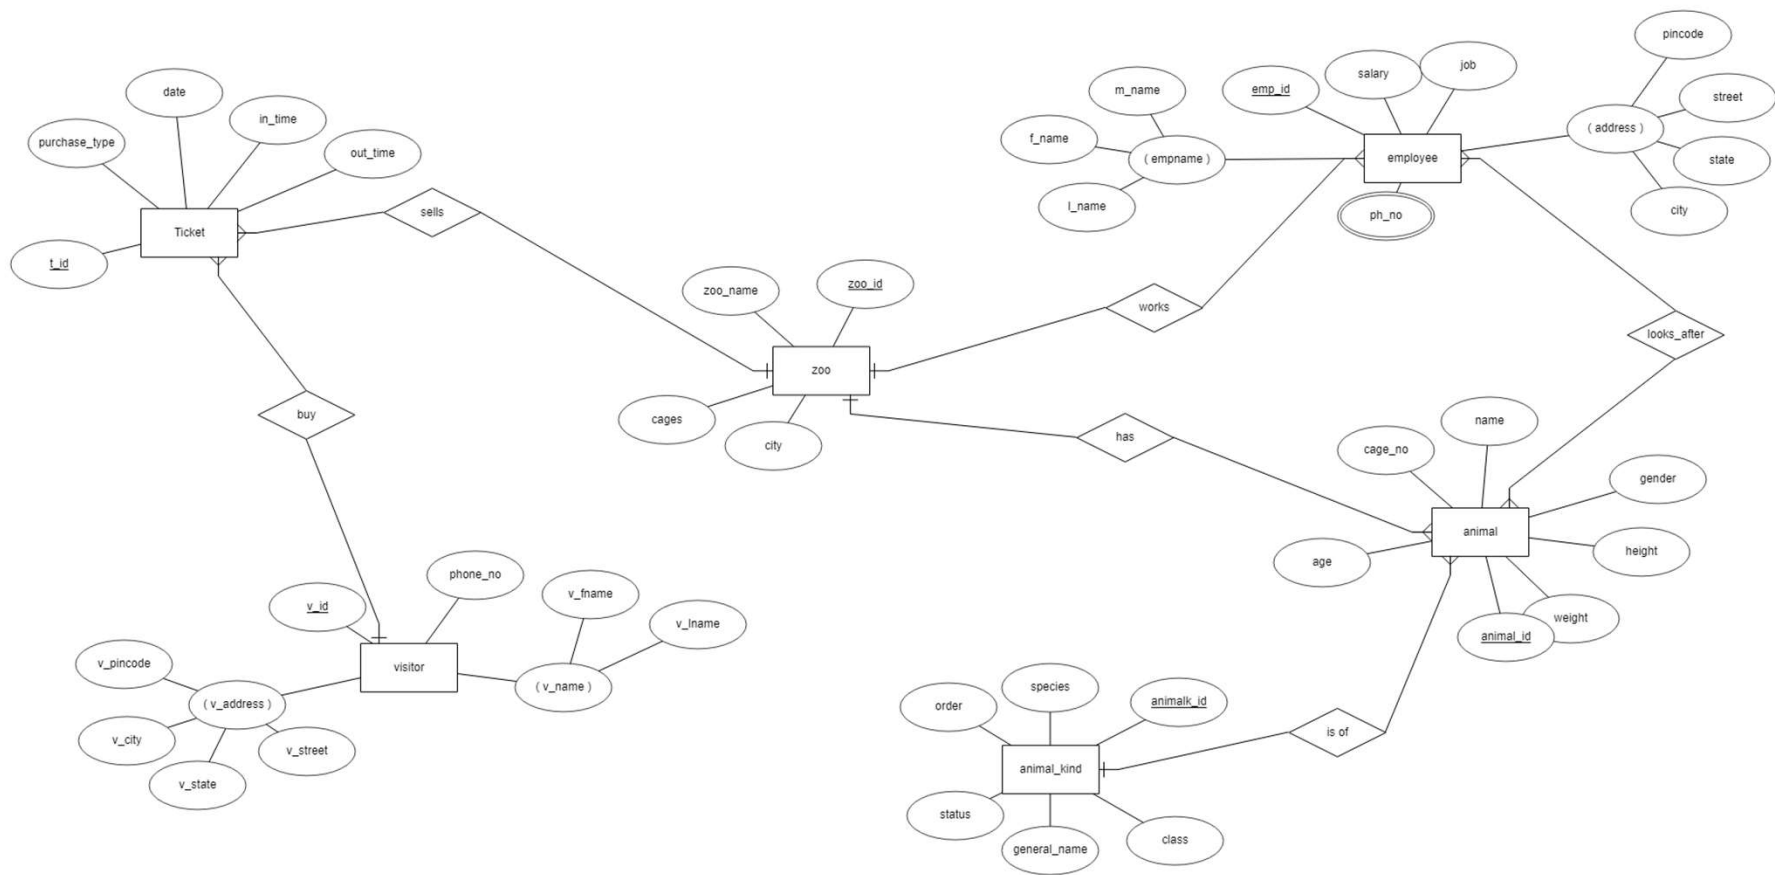 date
purchase_type
in_time
out_time
Ticket
t_id
sells
buy
v_id
phone_no
v_fname
v_lname
visitor
( v_name )
v_pincode
( v_address )
v_city
v_street
v_state
zoo_name
zoo_id
zoo
cages
city
works
has
m_name
f_name
( empname )
l_name
emp_id
salary
job
employee
ph_no
pincode
street
( address )
state
city
looks_after
name
cage_no
gender
animal
height
age
weight
animal_id
is of
species
order
animalk_id
animal_kind
status
general_name
class